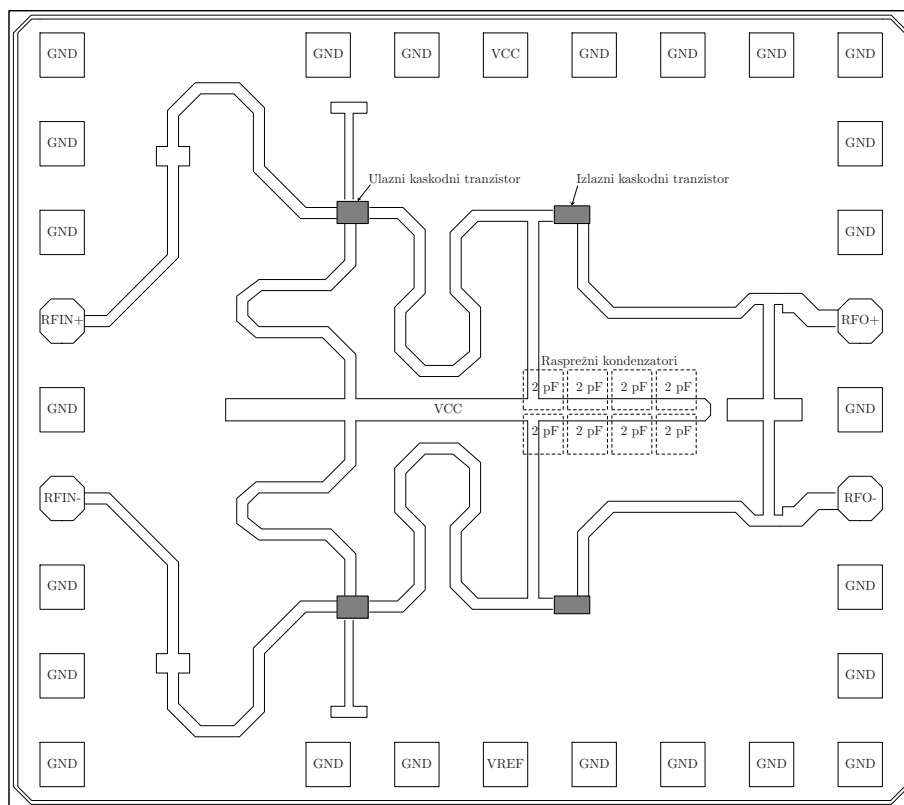 GND GND GND VCC GND GND GND GND
GND GND
Ulazni kaskodni tranzistor Izlazni kaskodni tranzistor
GND GND
RFIN+ RFO+
Rasprežni kondenzatori
2 pF 2 pF 2 pF 2 pF
GND VCC GND
2 pF 2 pF 2 pF 2 pF
RFIN- RFO-
GND GND
GND GND
GND GND GND VREF GND GND GND GND